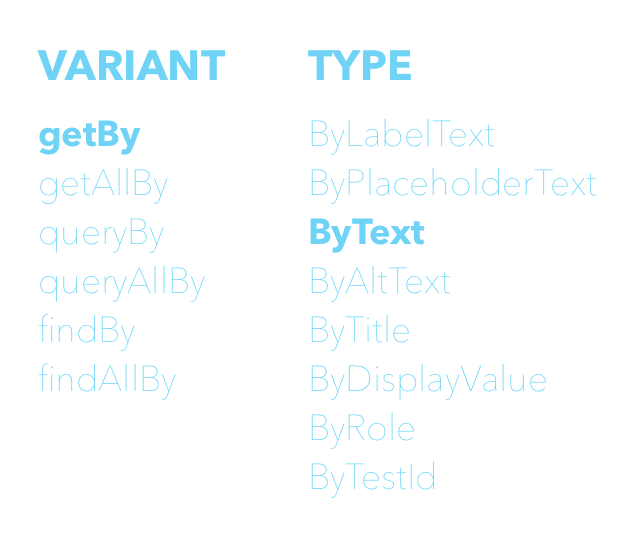 VARIANT
getBy
getAllBy
queryBy
queryAllBy
findBy
findAllBy
TYPE
ByLabelText
ByPlaceholderText
ByText
ByAltText
ByTitle
ByDisplayValue
ByRole
ByTestId